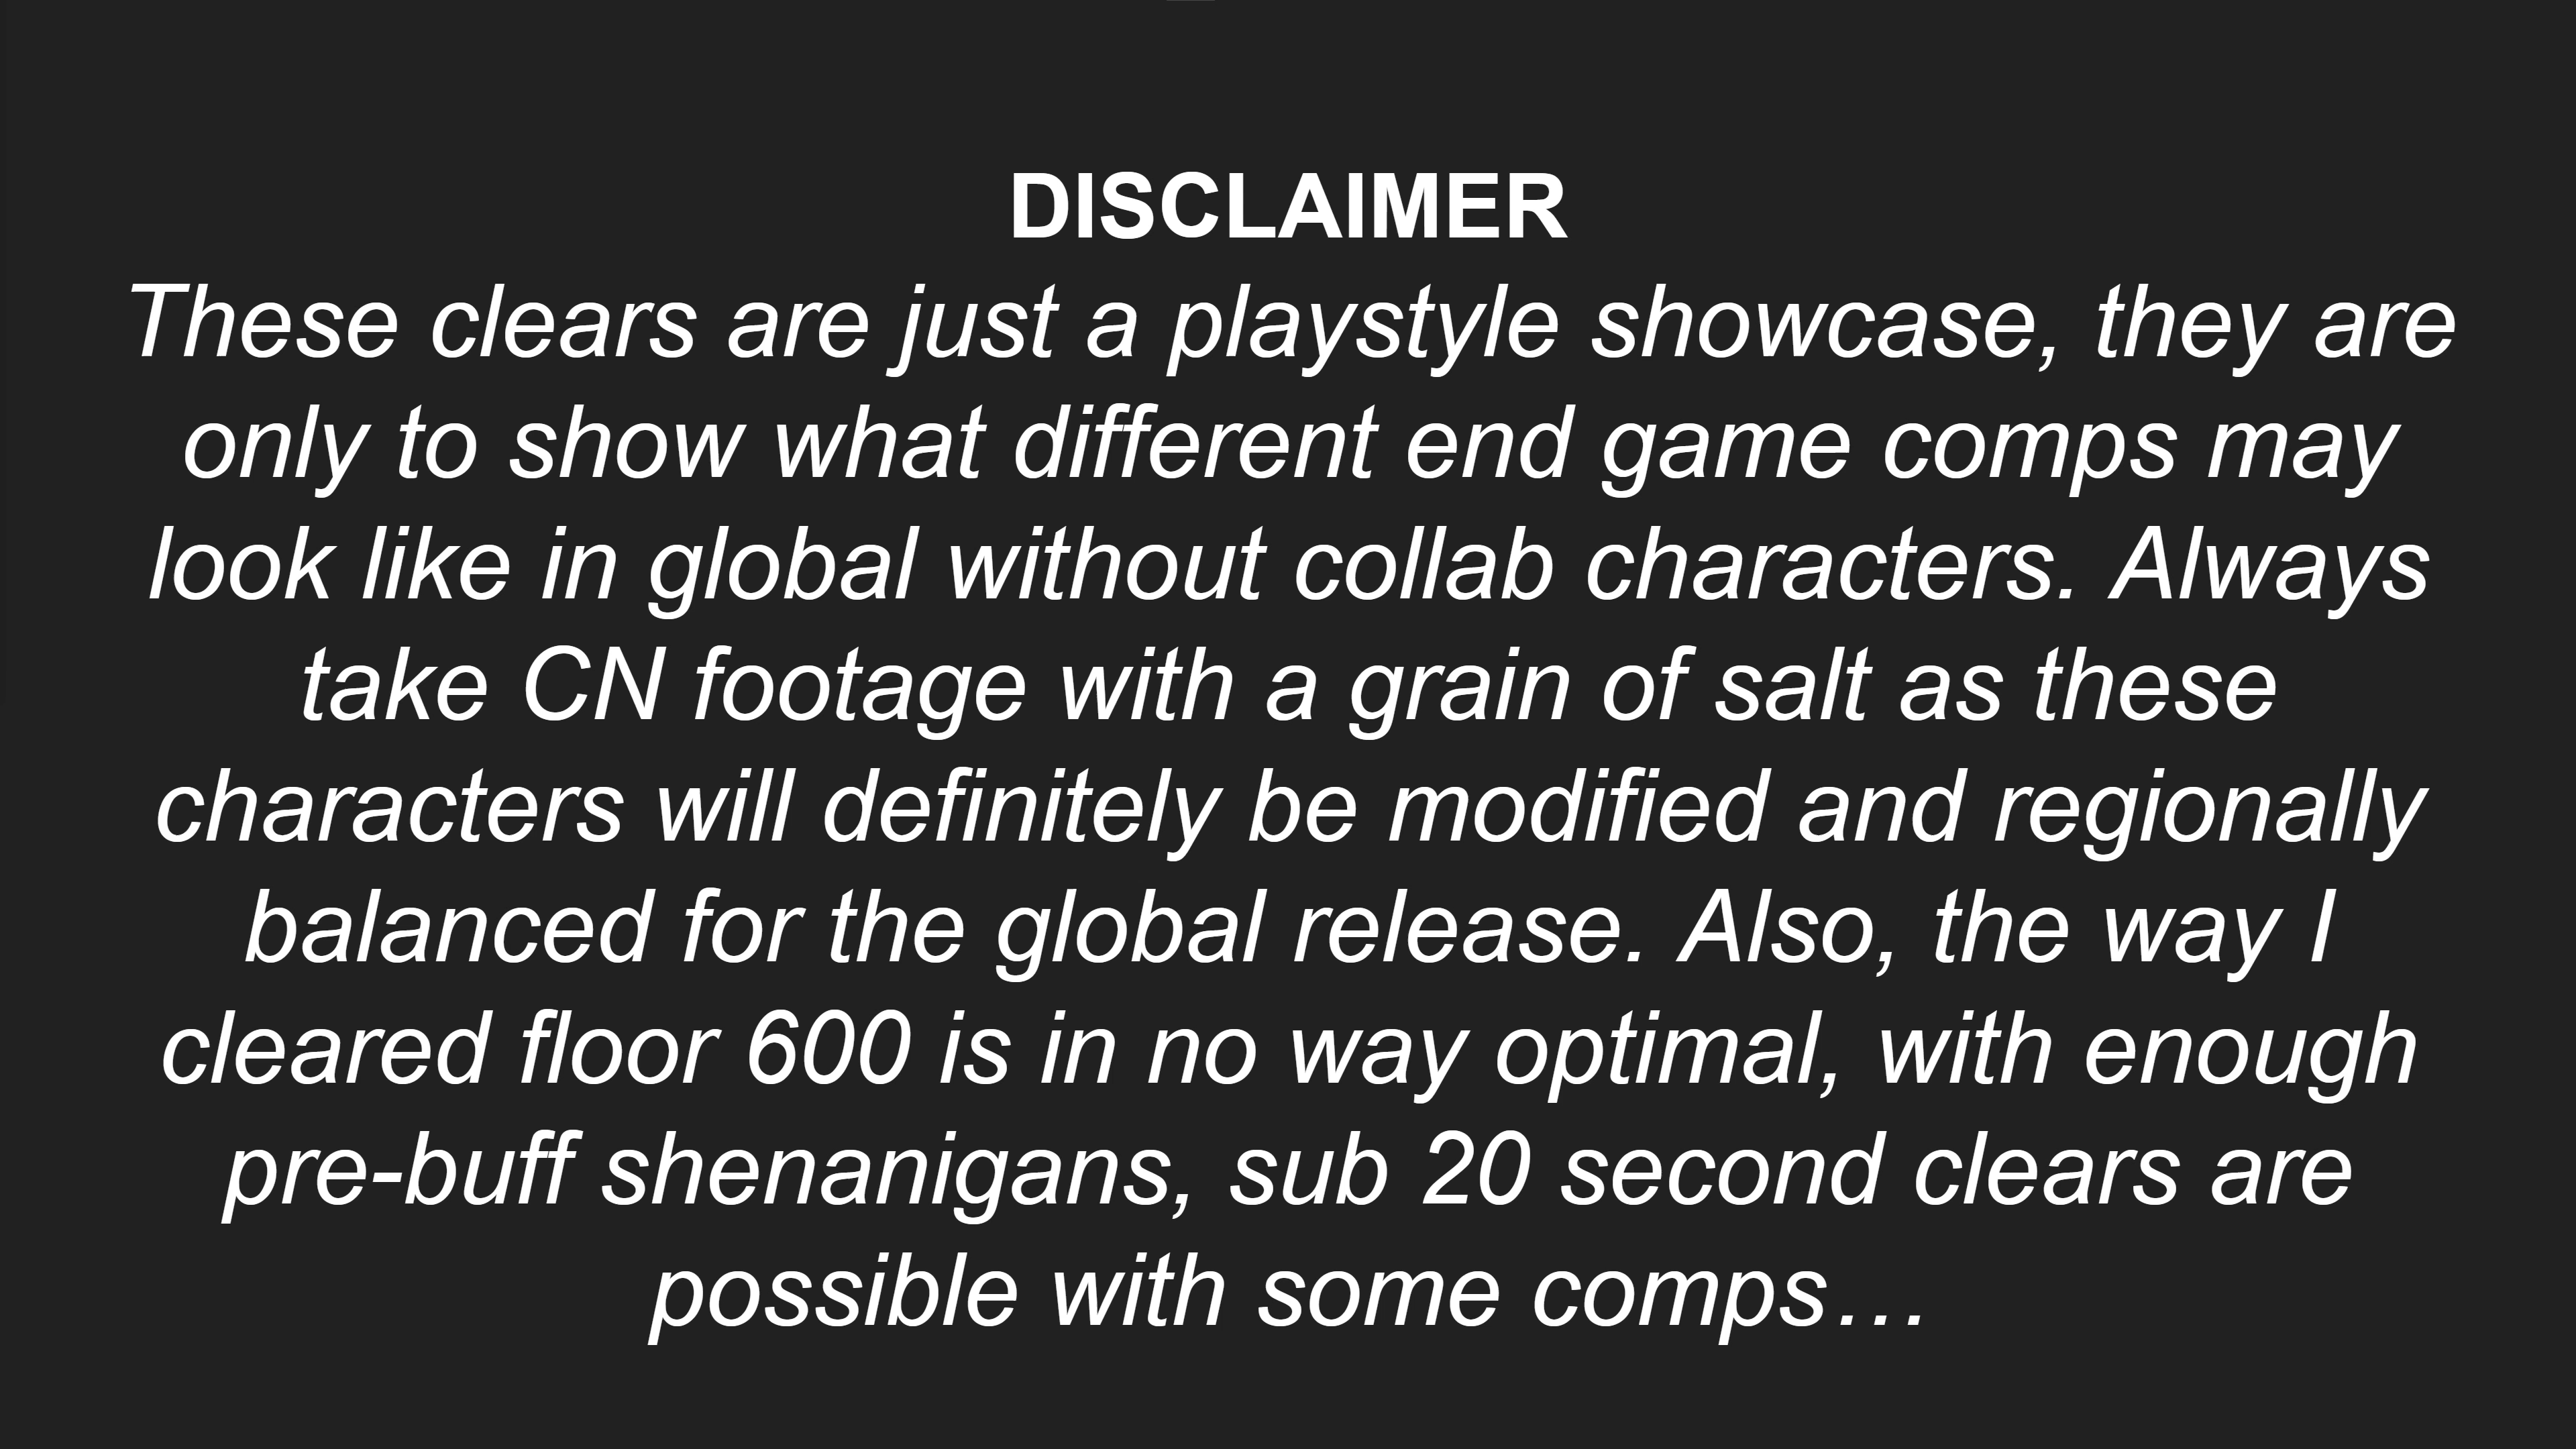 DISCLAIMER
These clears are just a playstyle showcase, they are
only to show what different end game comps may
look like in global without collab characters. Always
take CN footage with a grain of salt as these
characters will definitely be modified and regionally
balanced for the global release. Also, the way I
cleared floor 600 is in no way optimal, with enough
pre-buff shenanigans, sub 20 second clears are
possible with some comps…